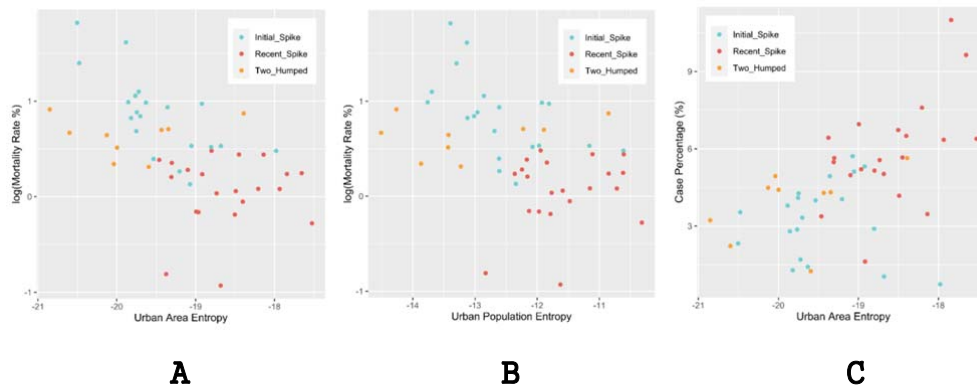 Initial_Spike
Recent_Spike
Two_Humped
log(Mortality Rate %)
1
0
-1
-21 -20 -19 -18
Urban Area Entropy
A
Initial_Spike
Recent_Spike
Two_Humped
log(Mortality Rate %)
1
0
-1
-14 -13 -12 -11
Urban Population Entropy
B
Initial_Spike
Recent_Spike
Two_Humped
Case Percentage (%)
9
6
3
-21 -20 -19 -18
Urban Area Entropy
C